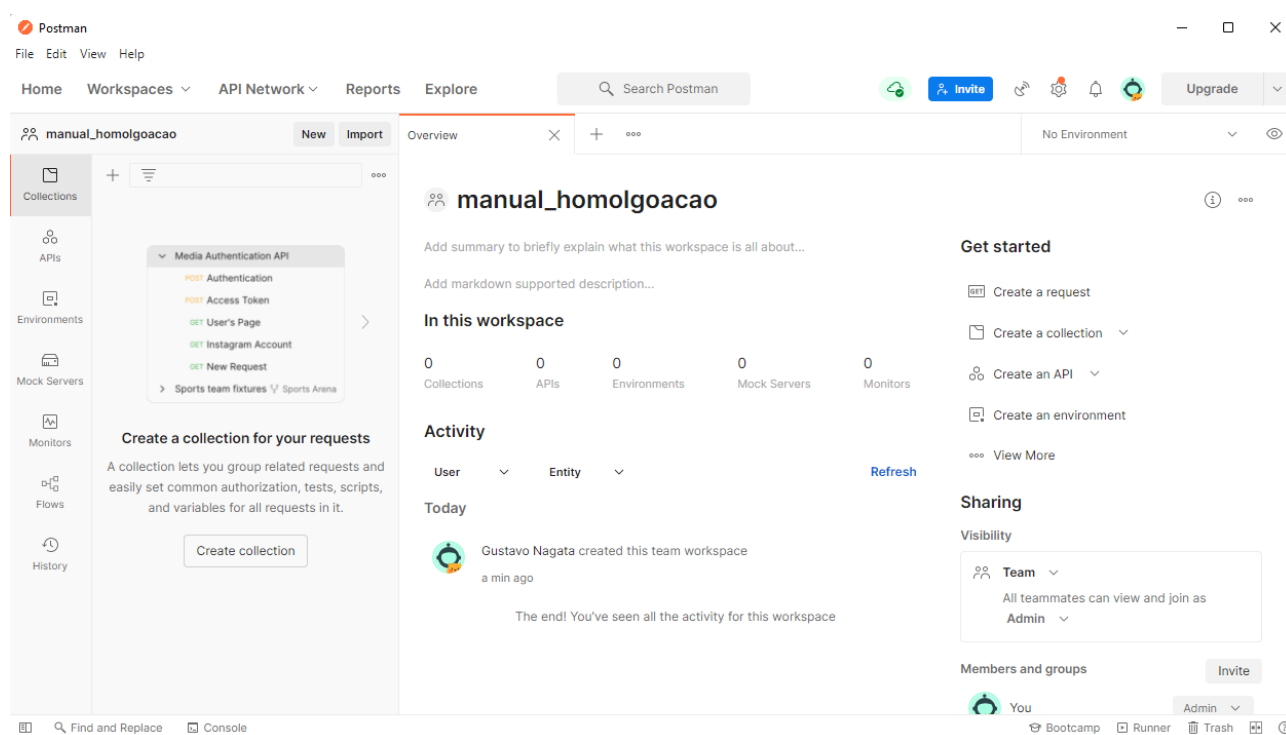 Postman
File Edit View Help
Home Workspaces API Network Reports Explore Search Postman Invite Upgrade
manual_homolgoacao New Import Overview No Environment
Collections
APIs
Environments
Mock Servers
Monitors
Flows
History
Media Authentication API
POST Authentication
POST Access Token
GET User's Page
GET Instagram Account
GET New Request
Sports team fixtures Sports Arena
Create a collection for your requests
A collection lets you group related requests and
easily set common authorization, tests, scripts,
and variables for all requests in it.
Create collection
manual_homolgoacao
Add summary to briefly explain what this workspace is all about...
Add markdown supported description...
In this workspace
0 0 0 0 0
Collections APIs Environments Mock Servers Monitors
Activity
User Entity Refresh
Today
Gustavo Nagata created this team workspace
a min ago
The end! You've seen all the activity for this workspace
Get started
GET Create a request
Create a collection
Create an API
Create an environment
View More
Sharing
Visibility
Team
All teammates can view and join as
Admin
Members and groups Invite
You Admin
Find and Replace Console Bootcamp Runner Trash